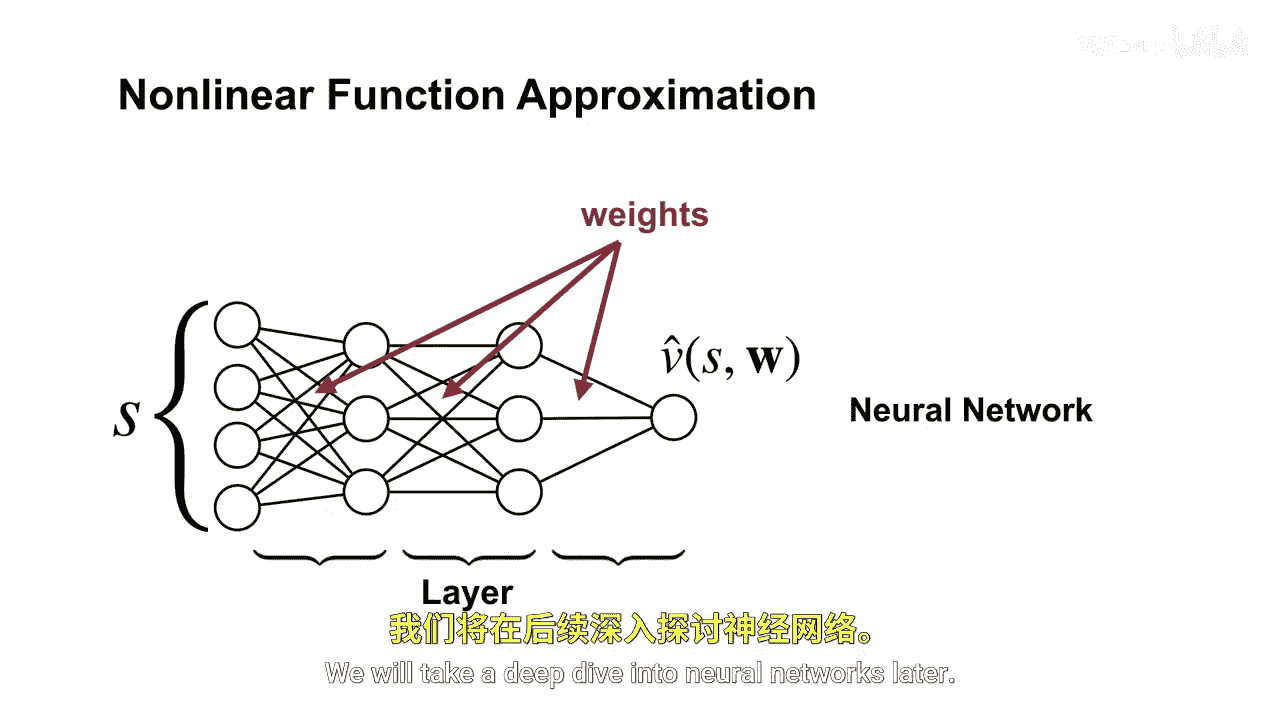 Nonlinear Function Approximation
weights
v̂(s, w)
s
Neural Network
Layer
我们将在后续深入探讨神经网络。
We will take a deep dive into neural networks later.